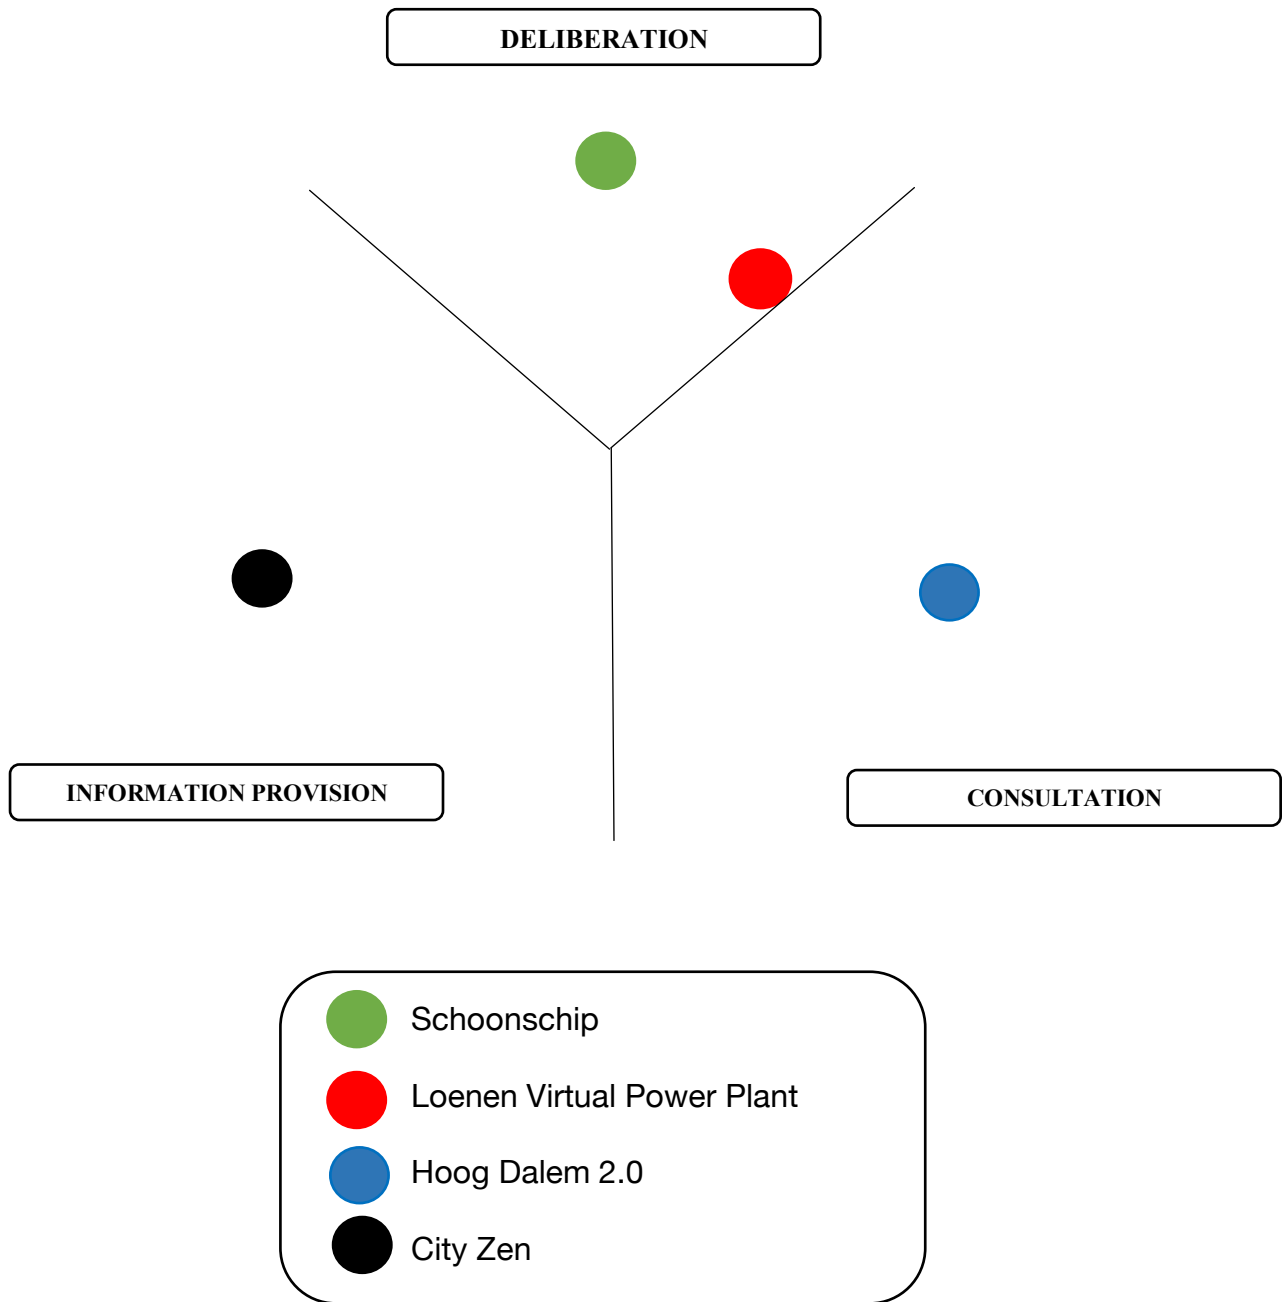 DELIBERATION
INFORMATION PROVISION
CONSULTATION
Schoonschip
Loenen Virtual Power Plant
Hoog Dalem 2.0
City Zen